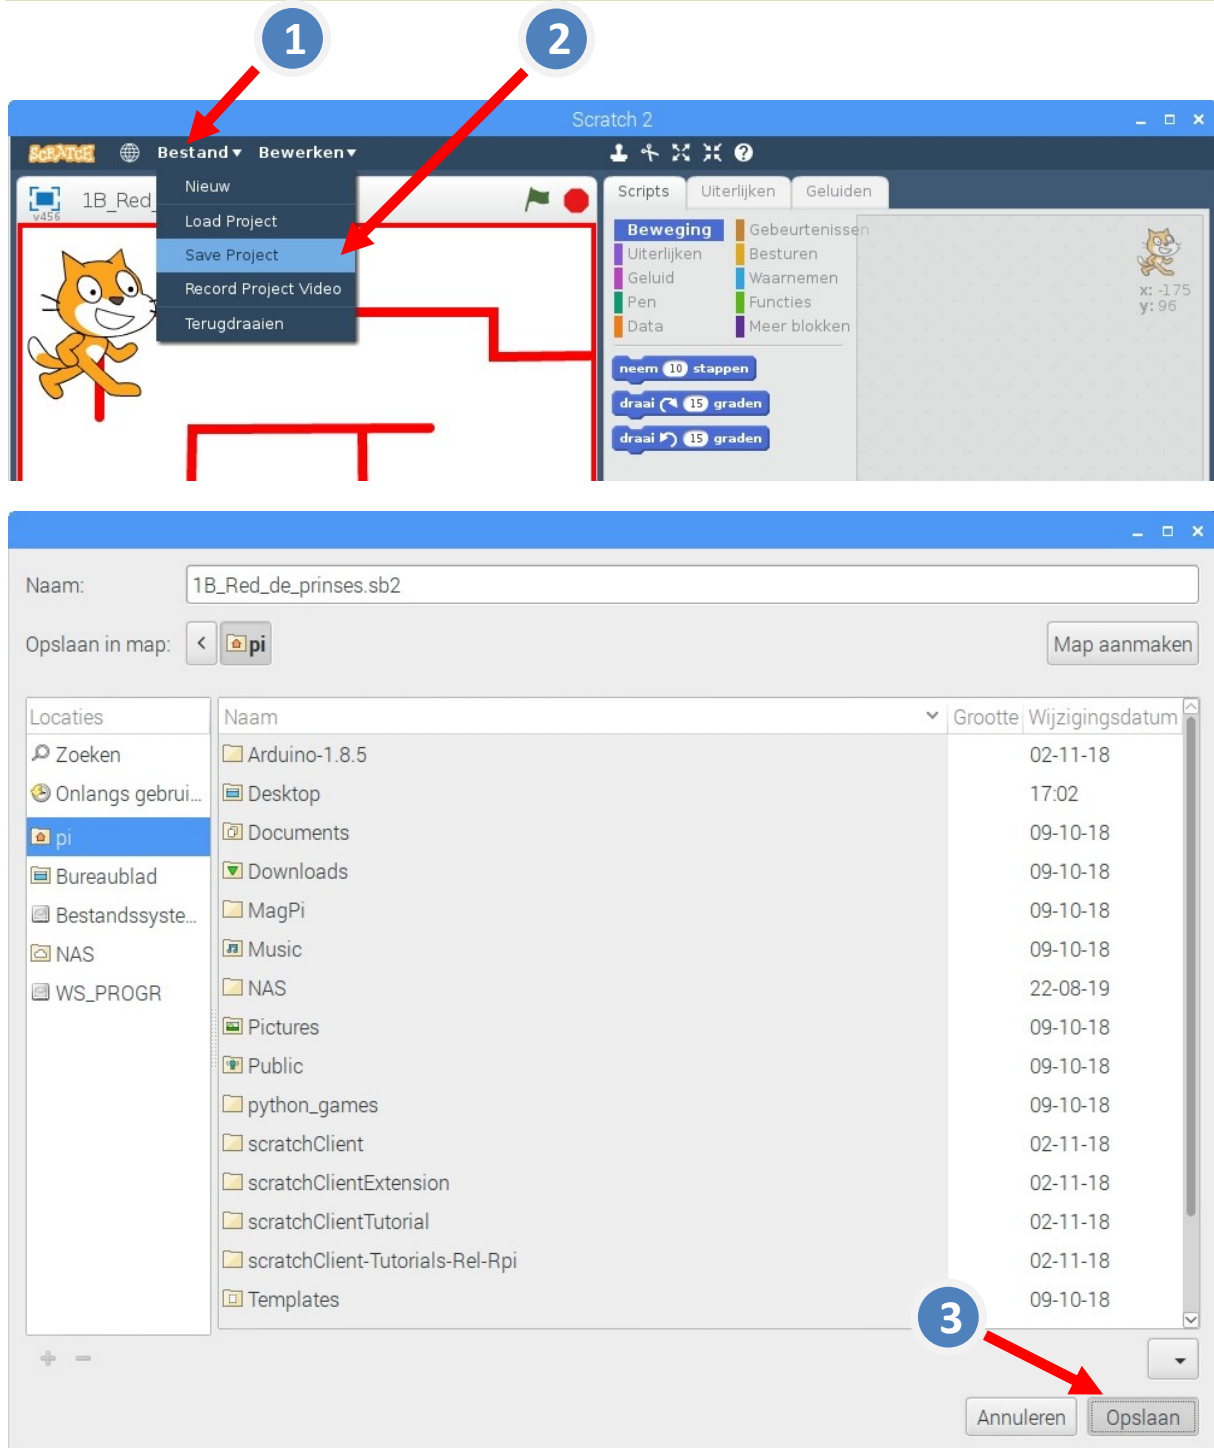 1 2
Scratch 2
SCRATCH Bestand Bewerken
Nieuw
Load Project
Save Project
Record Project Video
Terugdraaien
v456
1B_Red_
Scripts Uiterlijken Geluiden
Beweging Gebeurtenissen
Uiterlijken Besturen
Geluid Waarnemen
Pen Functies
Data Meer blokken
x: -175
y: 96
neem 10 stappen
draai 15 graden
draai 15 graden
Naam: 1B_Red_de_prinses.sb2
Opslaan in map: < pi Map aanmaken
Locaties
Zoeken
Onlangs gebrui...
pi
Bureaublad
Bestandssyste...
NAS
WS_PROGR
Naam Grootte Wijzigingsdatum
Arduino-1.8.5 02-11-18
Desktop 17:02
Documents 09-10-18
Downloads 09-10-18
MagPi 09-10-18
Music 09-10-18
NAS 22-08-19
Pictures 09-10-18
Public 09-10-18
python_games 09-10-18
scratchClient 02-11-18
scratchClientExtension 02-11-18
scratchClientTutorial 02-11-18
scratchClient-Tutorials-Rel-Rpi 02-11-18
Templates 09-10-18
3
Annuleren Opslaan